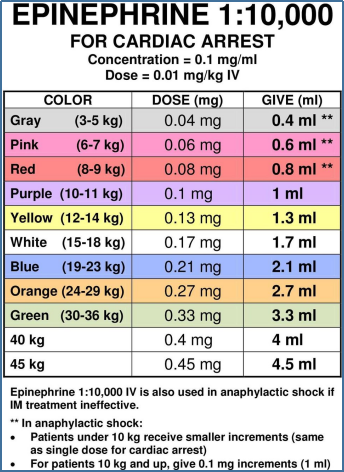 EPINEPHRINE 1:10,000
FOR CARDIAC ARREST
Concentration = 0.1 mg/ml
Dose = 0.01 mg/kg IV
COLOR DOSE (mg) GIVE (ml)
Gray (3-5 kg) 0.04 mg 0.4 ml **
Pink (6-7 kg) 0.06 mg 0.6 ml **
Red (8-9 kg) 0.08 mg 0.8 ml **
Purple (10-11 kg) 0.1 mg 1 ml
Yellow (12-14 kg) 0.13 mg 1.3 ml
White (15-18 kg) 0.17 mg 1.7 ml
Blue (19-23 kg) 0.21 mg 2.1 ml
Orange (24-29 kg) 0.27 mg 2.7 ml
Green (30-36 kg) 0.33 mg 3.3 ml
40 kg 0.4 mg 4 ml
45 kg 0.45 mg 4.5 ml
Epinephrine 1:10,000 IV is also used in anaphylactic shock if
IM treatment ineffective.
** In anaphylactic shock:
• Patients under 10 kg receive smaller increments (same
as single dose for cardiac arrest)
• For patients 10 kg and up, give 0.1 mg increments (1 ml)